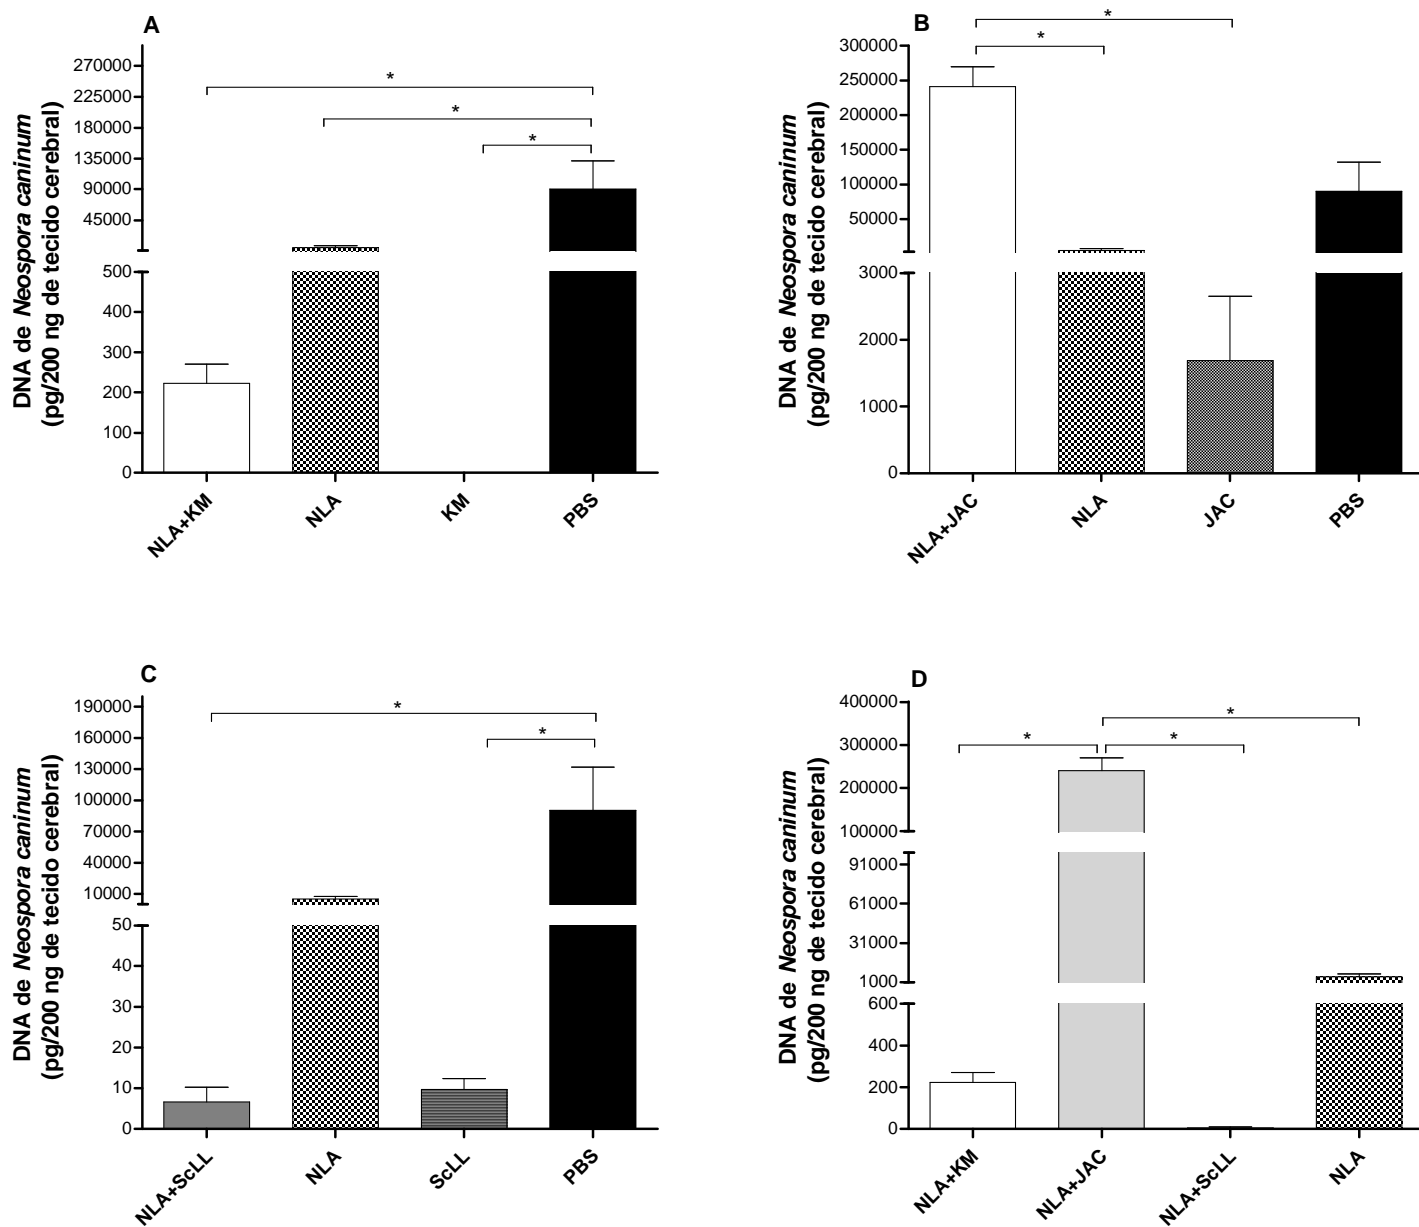 A
DNA de Neospora caninum
(pg/200 ng de tecido cerebral)
270000
225000
180000
135000
90000
45000
500
400
300
200
100
0
*
*
*
NLA+KM
NLA
KM
PBS
B
DNA de Neospora caninum
(pg/200 ng de tecido cerebral)
300000
250000
200000
150000
100000
50000
3000
2000
1000
0
*
*
NLA+JAC
NLA
JAC
PBS
C
DNA de Neospora caninum
(pg/200 ng de tecido cerebral)
190000
160000
130000
100000
70000
40000
10000
50
40
30
20
10
0
*
*
NLA+ScLL
NLA
ScLL
PBS
D
DNA de Neospora caninum
(pg/200 ng de tecido cerebral)
400000
300000
200000
100000
91000
61000
31000
1000
600
400
200
0
*
*
*
NLA+KM
NLA+JAC
NLA+ScLL
NLA